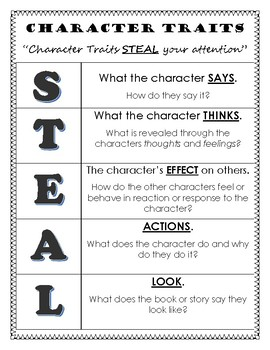 CHARACTER TRAITS
"Character Traits STEAL your attention"
S
What the character SAYS.
How do they say it?
T
What the character THINKS.
What is revealed through the
characters thoughts and feelings?
E
The character's EFFECT on others.
How do the other characters feel or
behave in reaction or response to the
character?
A
ACTIONS.
What does the character do and why
do they do it?
L
LOOK.
What does the book or story say they
look like?